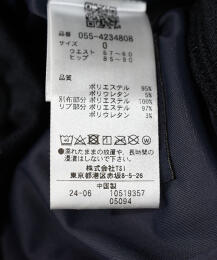 品番 055-4234808
サイズ
0
ウエスト 67-60
ヒップ 85-90
品質
ポリエステル 95%
ポリウレタン 5%
別布部分 ポリエステル 100%
リブ部分 ポリエステル 97%
ポリウレタン 3%
●濡れたままの放置や、長時間の
浸漬はしないで下さい。
株式会社TSI
東京都港区赤坂8-5-26
中国製
24-06 10519357
05094